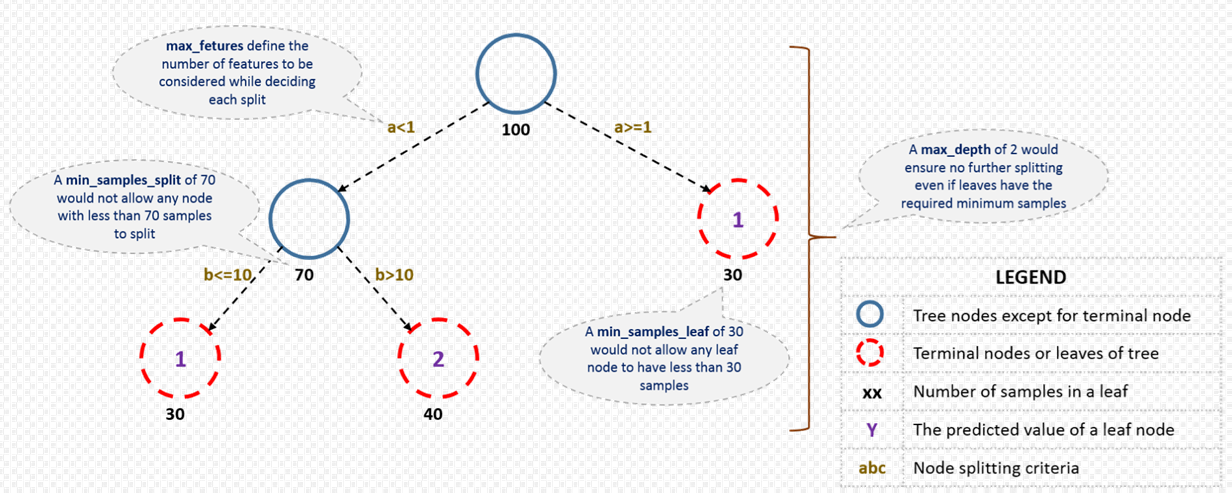 max_fetures define the
number of features to be
considered while deciding
each split
100
a<1
a>=1
A max_depth of 2 would
ensure no further splitting
even if leaves have the
required minimum samples
A min_samples_split of 70
would not allow any node
with less than 70 samples
to split
1
70
30
b<=10
b>10
A min_samples_leaf of 30
would not allow any leaf
node to have less than 30
samples
1
2
30
40
LEGEND
Tree nodes except for terminal node
Terminal nodes or leaves of tree
xx Number of samples in a leaf
Y The predicted value of a leaf node
abc Node splitting criteria